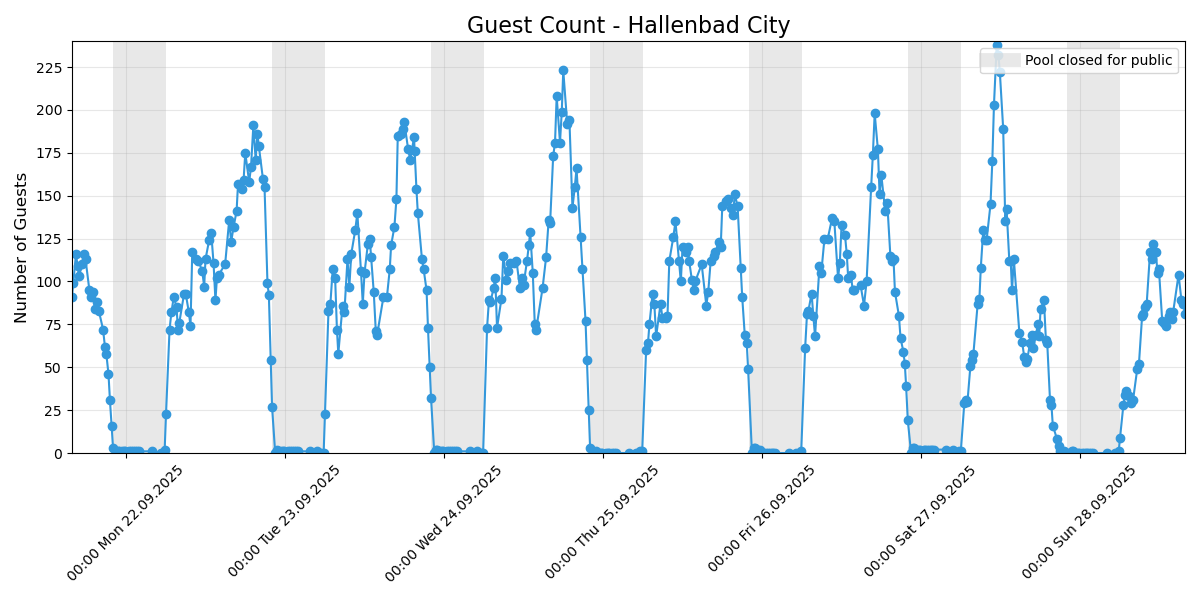 Guest Count - Hallenbad City
Pool closed for public
Number of Guests
225
200
175
150
125
100
75
50
25
0
00:00 Mon 22.09.2025
00:00 Tue 23.09.2025
00:00 Wed 24.09.2025
00:00 Thu 25.09.2025
00:00 Fri 26.09.2025
00:00 Sat 27.09.2025
00:00 Sun 28.09.2025